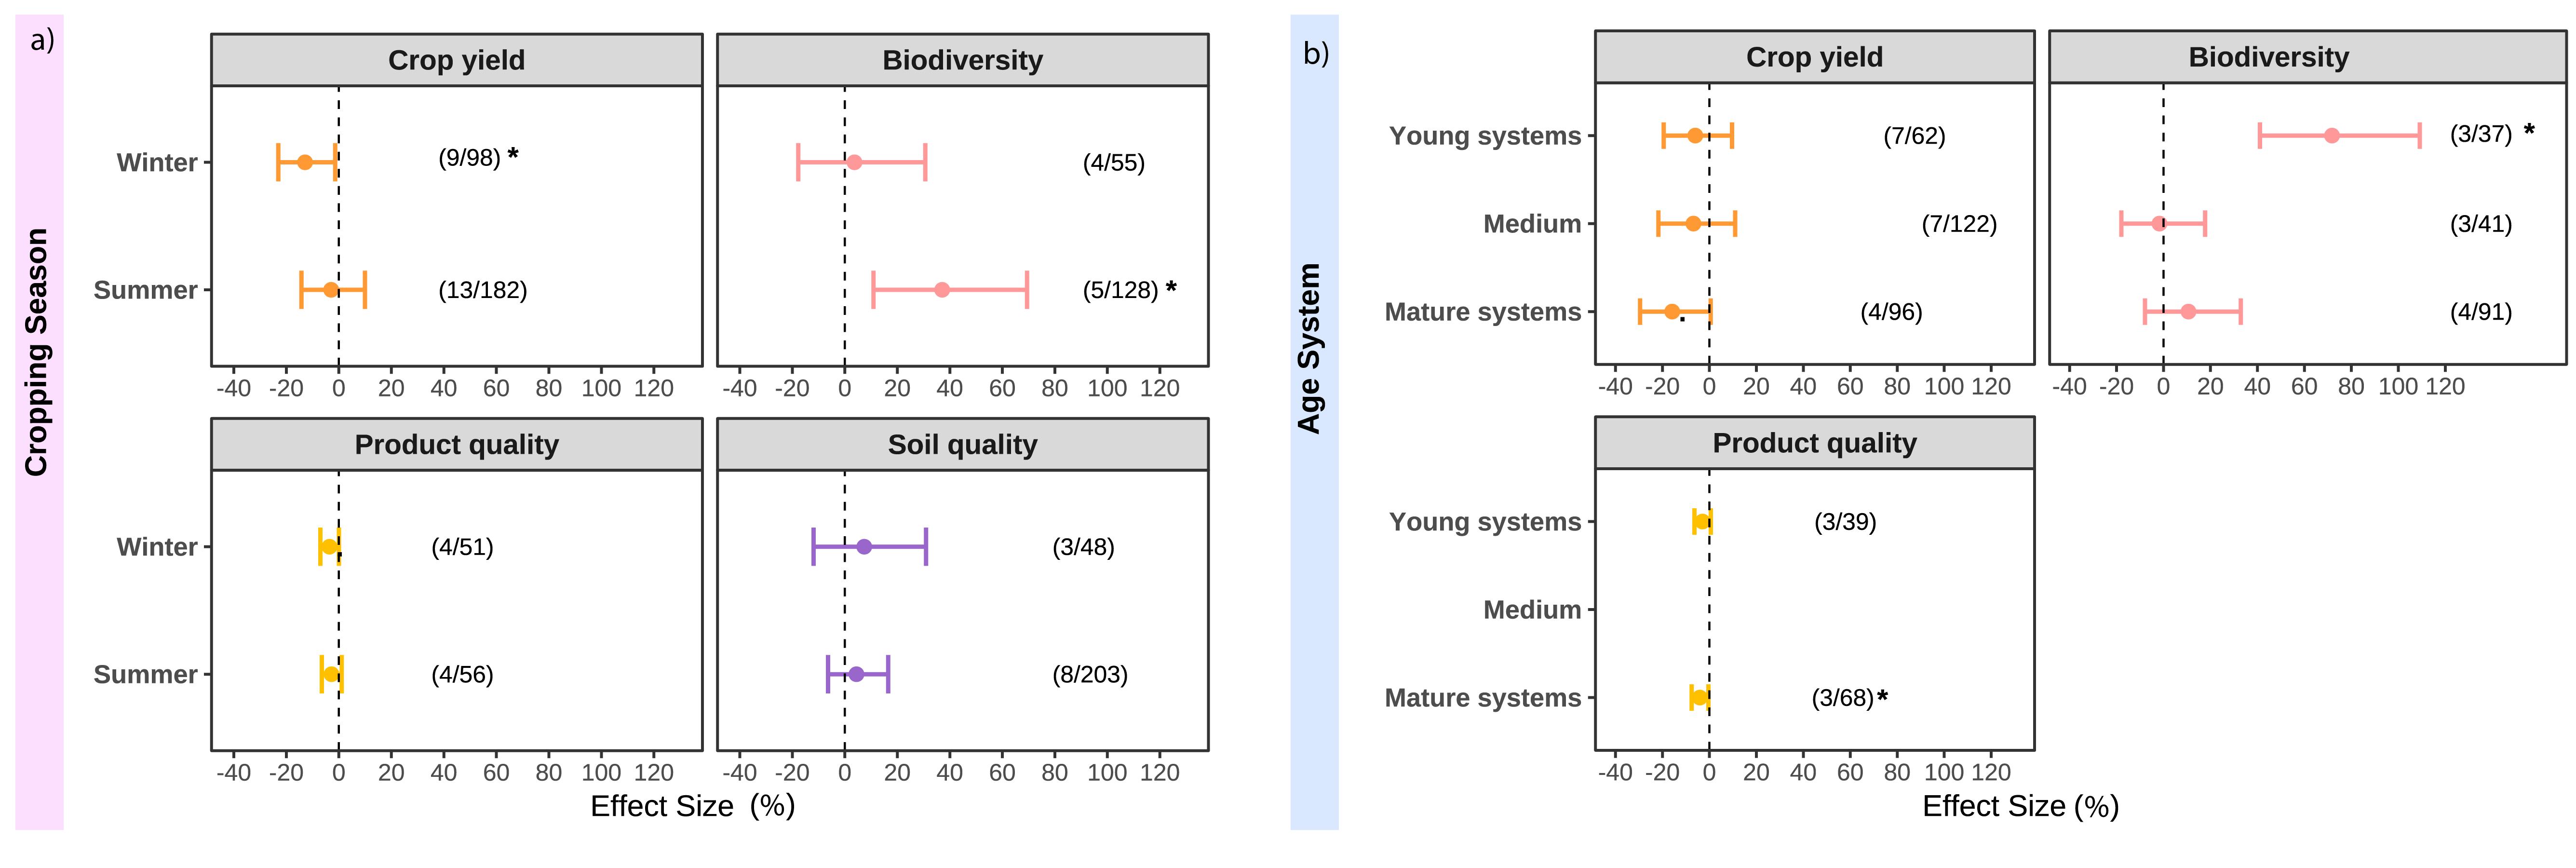 a)
Cropping Season
Crop yield
Biodiversity
Winter
(9/98) *
(4/55)
Summer
(13/182)
(5/128) *
-40 -20 0 20 40 60 80 100 120
-40 -20 0 20 40 60 80 100 120
Product quality
Soil quality
Winter
(4/51)
.
(3/48)
Summer
(4/56)
(8/203)
-40 -20 0 20 40 60 80 100 120
-40 -20 0 20 40 60 80 100 120
Effect Size (%)
b)
Age System
Crop yield
Biodiversity
Young systems
(7/62)
(3/37) *
Medium
(7/122)
(3/41)
Mature systems
.
(4/96)
(4/91)
-40 -20 0 20 40 60 80 100 120
-40 -20 0 20 40 60 80 100 120
Product quality
Young systems
(3/39)
Medium
Mature systems
(3/68)*
-40 -20 0 20 40 60 80 100 120
Effect Size (%)